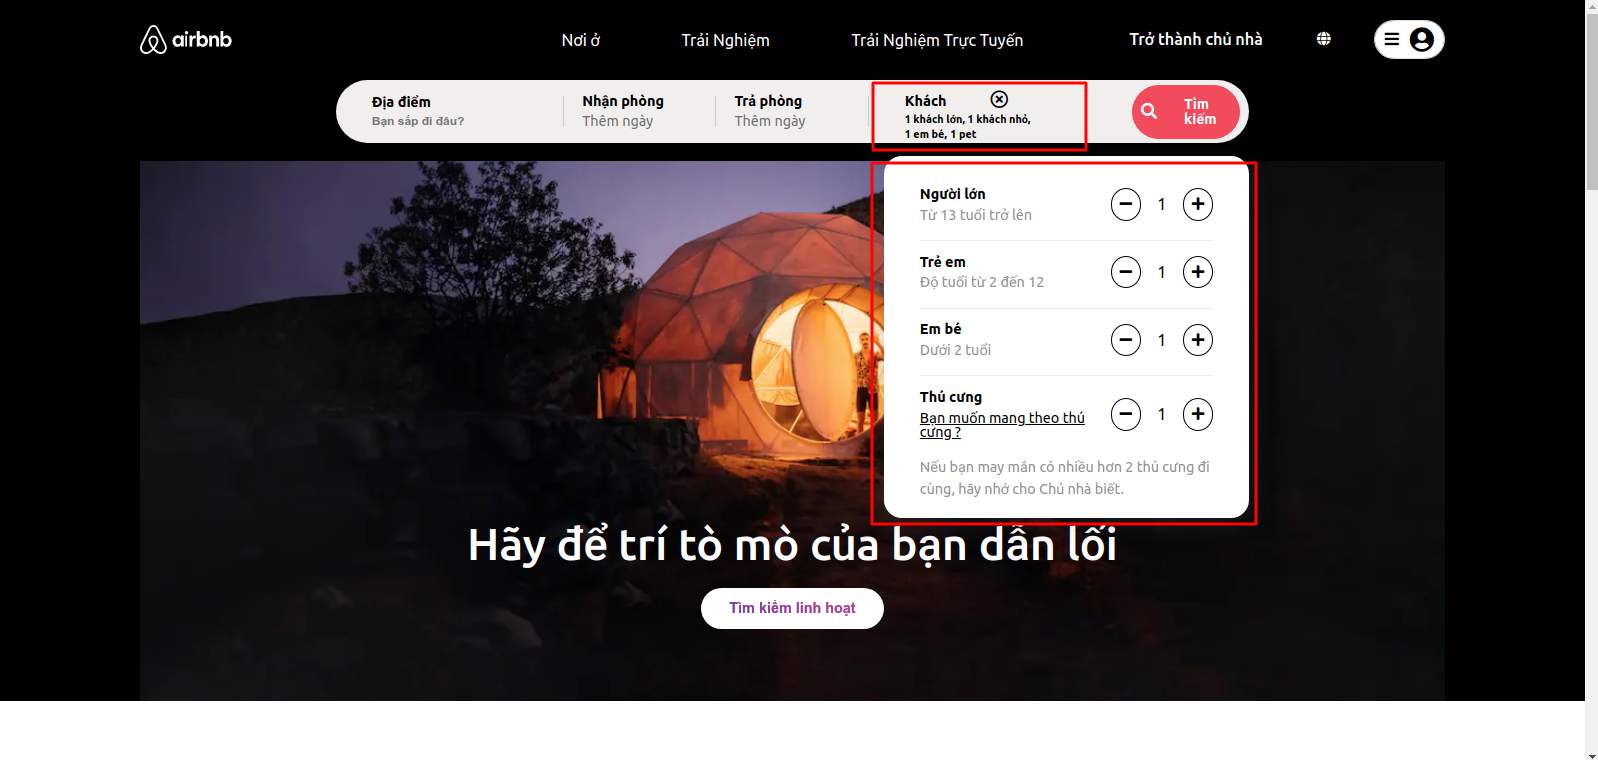 airbnb
Nơi ở
Trải Nghiệm
Trải Nghiệm Trực Tuyến
Trở thành chủ nhà
Địa điểm
Bạn sắp đi đâu?
Nhận phòng
Thêm ngày
Trả phòng
Thêm ngày
Khách
1 khách lớn, 1 khách nhỏ,
1 em bé, 1 pet
Tìm
kiếm
Người lớn
Từ 13 tuổi trở lên
1
Trẻ em
Độ tuổi từ 2 đến 12
1
Em bé
Dưới 2 tuổi
1
Thú cưng
Bạn muốn mang theo thú
cưng ?
1
Nếu bạn may mắn có nhiều hơn 2 thú cưng đi
cùng, hãy nhớ cho Chủ nhà biết.
Hãy để trí tò mò của bạn dẫn lối
Tìm kiếm linh hoạt